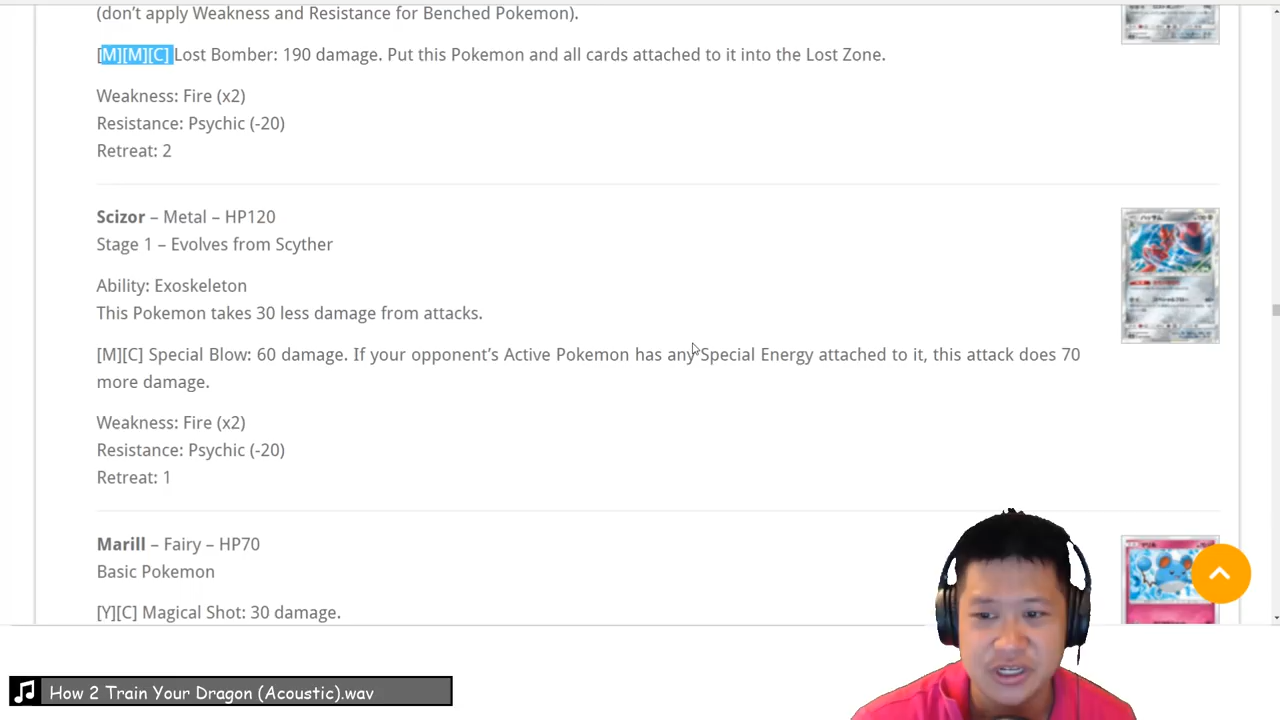 (don't apply Weakness and Resistance for Benched Pokemon).
[M][M][C] Lost Bomber: 190 damage. Put this Pokemon and all cards attached to it into the Lost Zone.
Weakness: Fire (x2)
Resistance: Psychic (-20)
Retreat: 2
Scizor – Metal – HP120
Stage 1 – Evolves from Scyther
Ability: Exoskeleton
This Pokemon takes 30 less damage from attacks.
[M][C] Special Blow: 60 damage. If your opponent's Active Pokemon has any Special Energy attached to it, this attack does 70
more damage.
Weakness: Fire (x2)
Resistance: Psychic (-20)
Retreat: 1
Marill – Fairy – HP70
Basic Pokemon
[Y][C] Magical Shot: 30 damage.
How 2 Train Your Dragon (Acoustic).wav